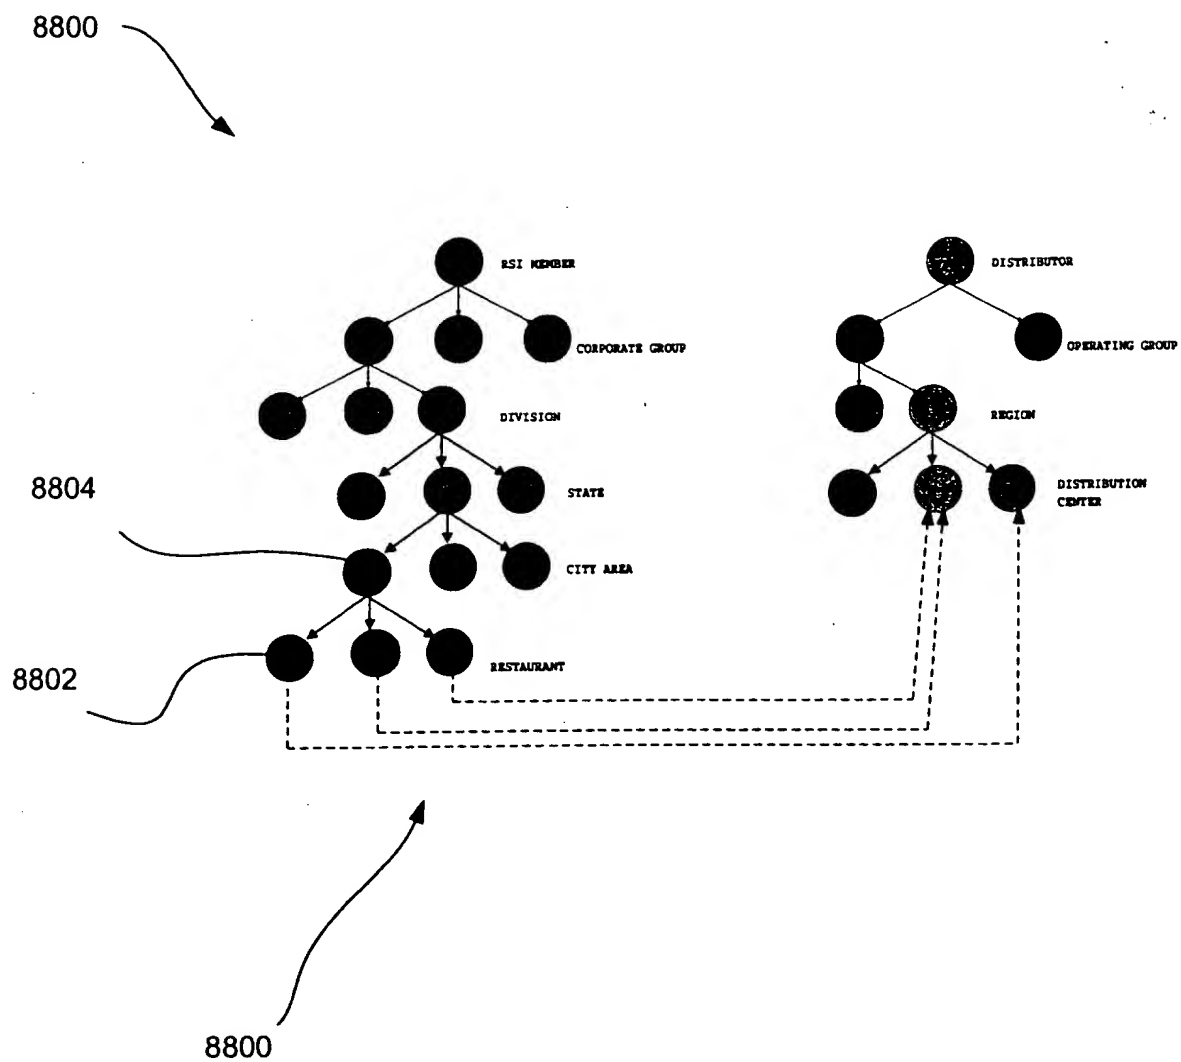 8800
RSI MEMBER
DISTRIBUTOR
CORPORATE GROUP
OPERATING GROUP
DIVISION
REGION
8804
STATE
DISTRIBUTION
CENTER
CITY AREA
8802
RESTAURANT
8800